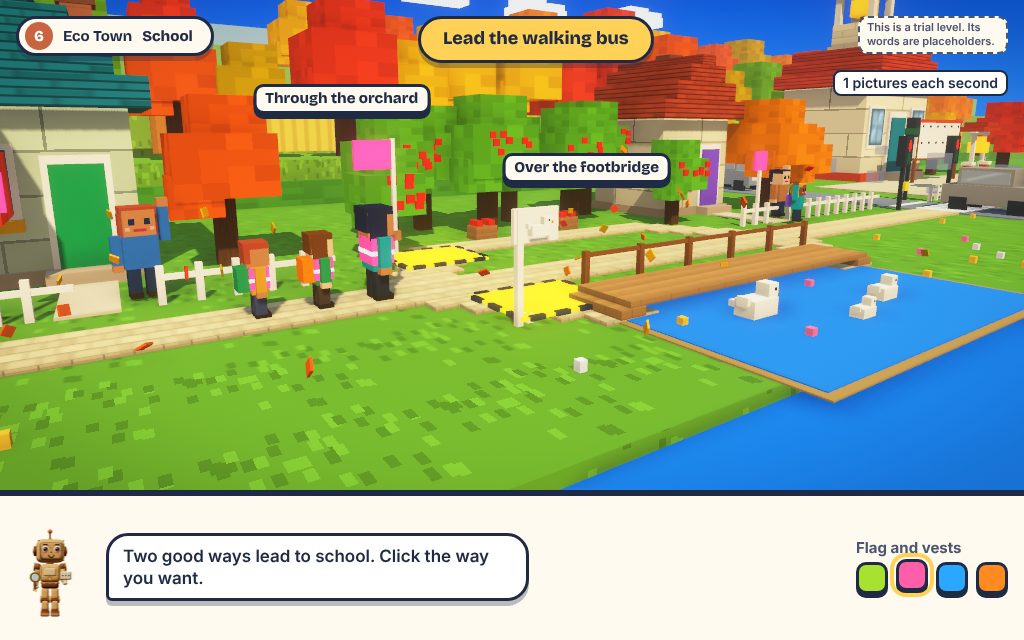 6 Eco Town School
Lead the walking bus
This is a trial level. Its
words are placeholders.
1 pictures each second
Through the orchard
Over the footbridge
Two good ways lead to school. Click the way
you want.
Flag and vests